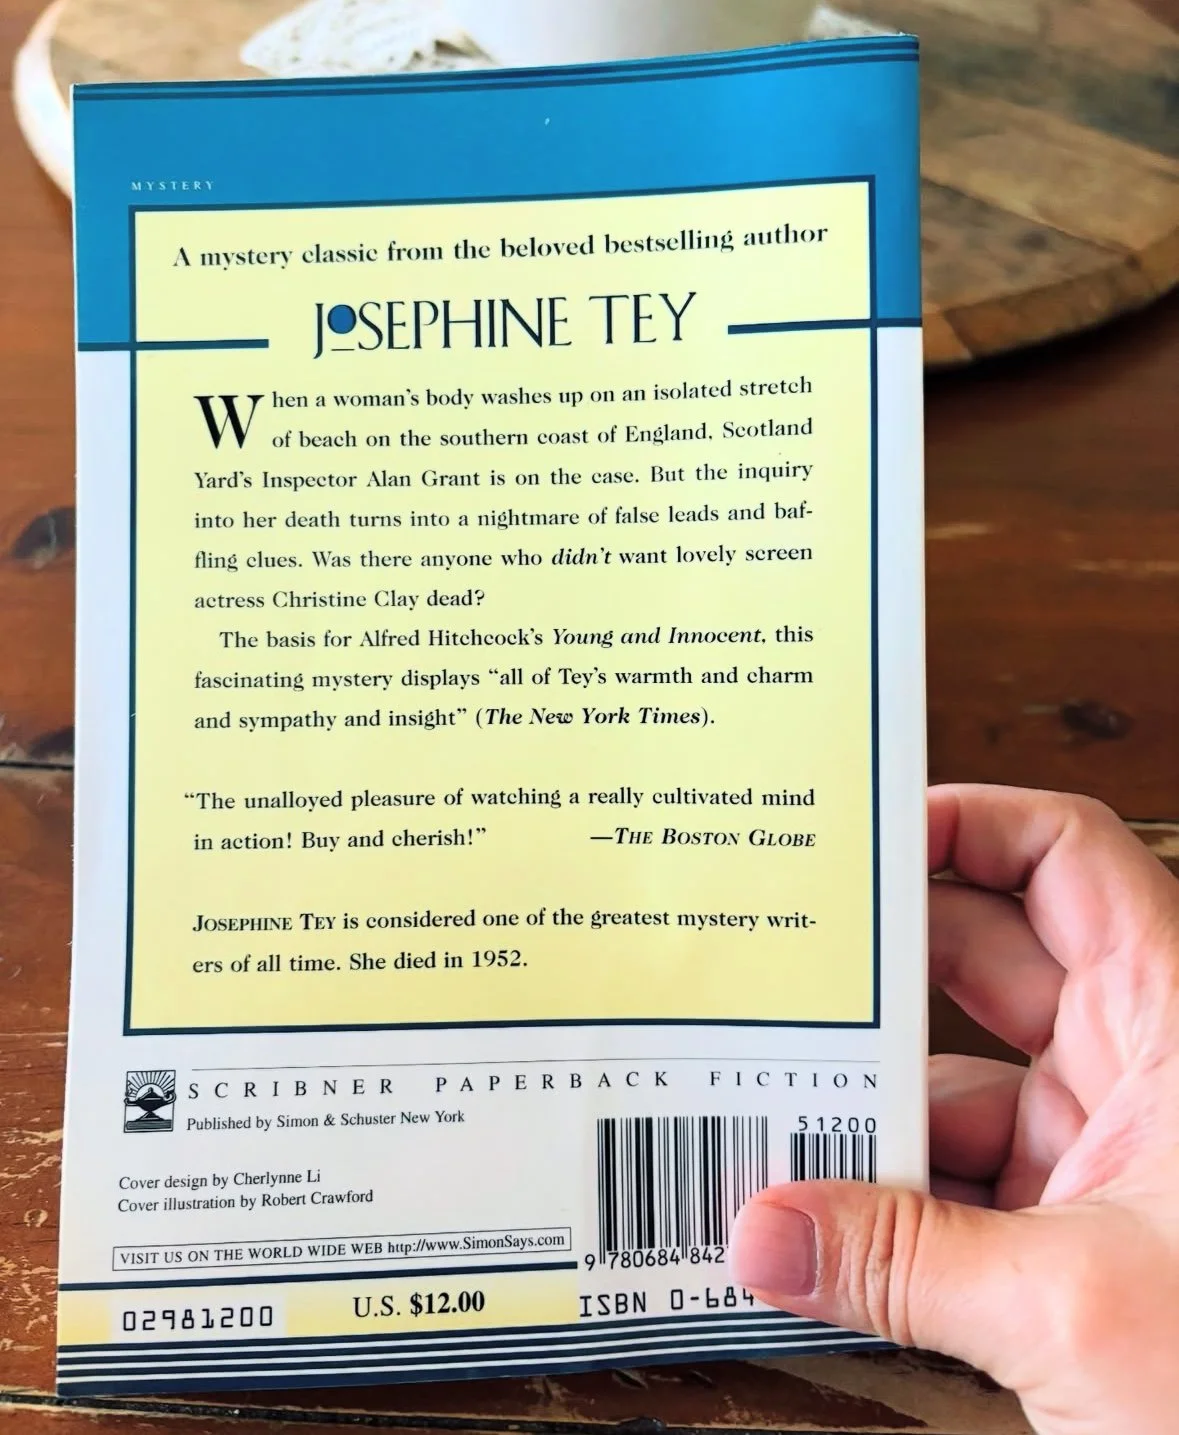 MYSTERY
A mystery classic from the beloved bestselling author
JOSEPHINE TEY
When a woman's body washes up on an isolated stretch
of beach on the southern coast of England, Scotland
Yard's Inspector Alan Grant is on the case. But the inquiry
into her death turns into a nightmare of false leads and baf-
fling clues. Was there anyone who didn't want lovely screen
actress Christine Clay dead?
The basis for Alfred Hitchcock's Young and Innocent, this
fascinating mystery displays “all of Tey's warmth and charm
and sympathy and insight” (The New York Times).
“The unalloyed pleasure of watching a really cultivated mind
in action! Buy and cherish!” —THE BOSTON GLOBE
JOSEPHINE TEY is considered one of the greatest mystery writ-
ers of all time. She died in 1952.
SCRIBNER PAPERBACK FICTION
Published by Simon & Schuster New York
51200
Cover design by Cherlynne Li
Cover illustration by Robert Crawford
VISIT US ON THE WORLD WIDE WEB http://www.SimonSays.com
9 780684 842
02981200
U.S. $12.00
ISBN 0-684